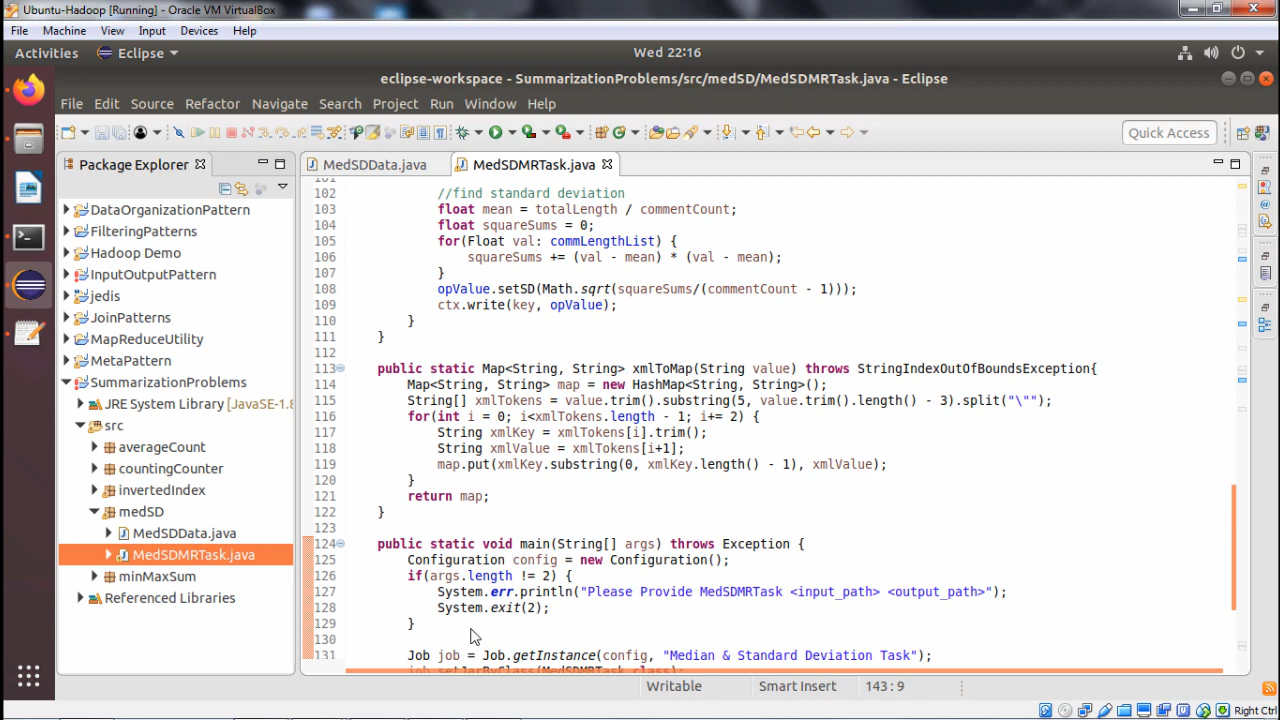 Ubuntu-Hadoop [Running] - Oracle VM VirtualBox
File Machine View Input Devices Help
Activities Eclipse Wed 22:16
eclipse-workspace - SummarizationProblems/src/medSD/MedSDMRTask.java - Eclipse
File Edit Source Refactor Navigate Search Project Run Window Help
Quick Access
Package Explorer
DataOrganizationPattern
FilteringPatterns
Hadoop Demo
InputOutputPattern
jedis
JoinPatterns
MapReduceUtility
MetaPattern
SummarizationProblems
JRE System Library [JavaSE-1.8
src
averageCount
countingCounter
invertedIndex
medSD
MedSDData.java
MedSDMRTask.java
minMaxSum
Referenced Libraries
MedSDData.java MedSDMRTask.java
101
102 //find standard deviation
103 float mean = totalLength / commentCount;
104 float squareSums = 0;
105 for(Float val: commLengthList) {
106 squareSums += (val - mean) * (val - mean);
107 }
108 opValue.setSD(Math.sqrt(squareSums/(commentCount - 1)));
109 ctx.write(key, opValue);
110 }
111 }
112
113 public static Map<String, String> xmlToMap(String value) throws StringIndexOutOfBoundsException{
114 Map<String, String> map = new HashMap<String, String>();
115 String[] xmlTokens = value.trim().substring(5, value.trim().length() - 3).split("\"");
116 for(int i = 0; i<xmlTokens.length - 1; i+= 2) {
117 String xmlKey = xmlTokens[i].trim();
118 String xmlValue = xmlTokens[i+1];
119 map.put(xmlKey.substring(0, xmlKey.length() - 1), xmlValue);
120 }
121 return map;
122 }
123
124 public static void main(String[] args) throws Exception {
125 Configuration config = new Configuration();
126 if(args.length != 2) {
127 System.err.println("Please Provide MedSDMRTask <input_path> <output_path>");
128 System.exit(2);
129 }
130
131 Job job = Job.getInstance(config, "Median & Standard Deviation Task");
job.setJarByClass(MedSDMRTask.class);
Writable Smart Insert 143 : 9
Right Ctrl